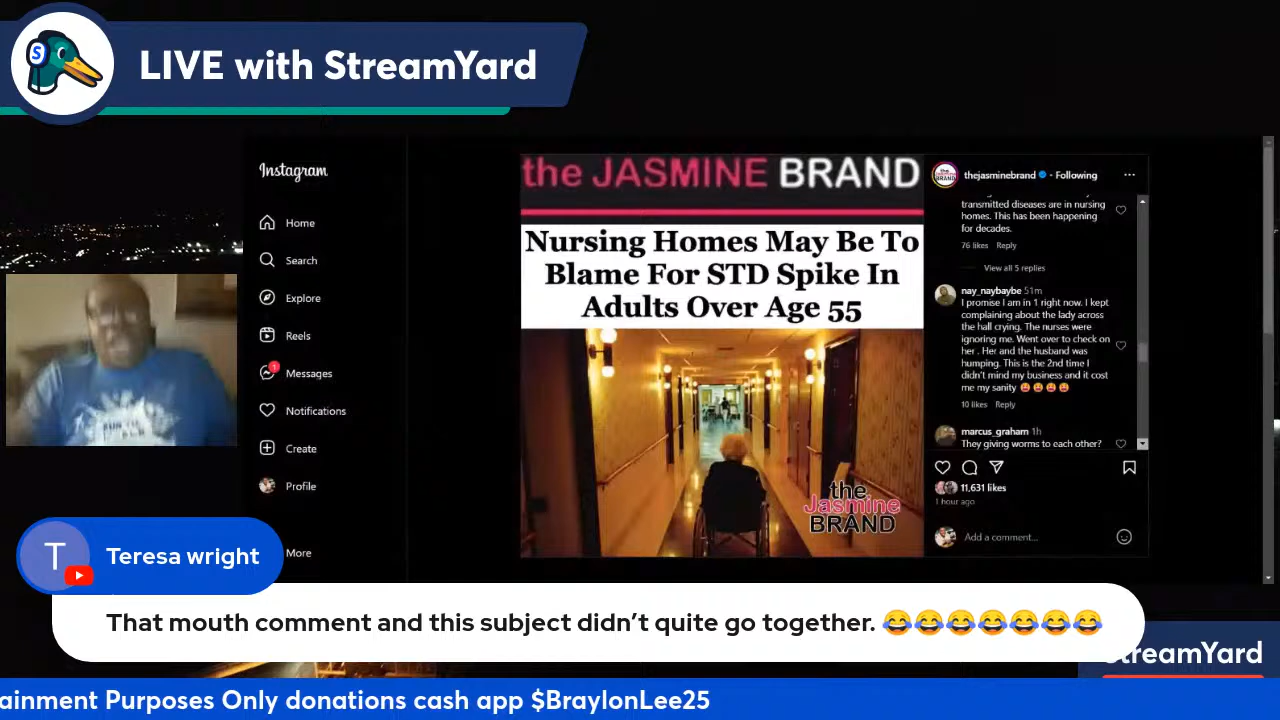 LIVE with StreamYard
Instagram
Home
Search
Explore
Reels
1
Messages
Notifications
Create
Profile
More
the JASMINE BRAND
Nursing Homes May Be To
Blame For STD Spike In
Adults Over Age 55
the
Jasmine
BRAND
thejasminebrand • Following
transmitted diseases are in nursing
homes. This has been happening
for decades.
76 likes Reply
View all 5 replies
nay_naybaybe 51m
I promise I am in 1 right now. I kept
complaining about the lady across
the hall crying. The nurses were
ignoring me. Went over to check on
her . Her and the husband was
humping. This is the 2nd time I
didn't mind my business and it cost
me my sanity 😩😩😩😩
10 likes Reply
marcus_graham 1h
They giving worms to each other?
11,631 likes
1 hour ago
Add a comment...
T
Teresa wright
That mouth comment and this subject didn't quite go together. 😂😂😂😂😂😂😂
StreamYard
ainment Purposes Only donations cash app $BraylonLee25